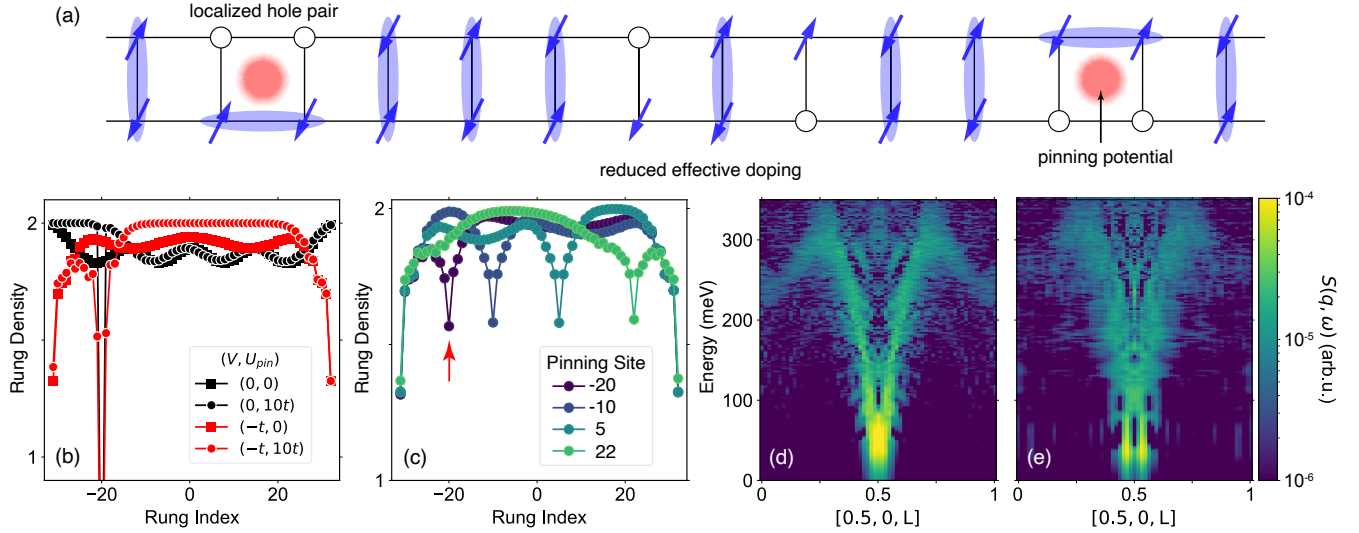 (a)
localized hole pair
reduced effective doping
pinning potential
Rung Density
2
1
(V, U_{pin})
(0, 0)
(0, 10t)
(−t, 0)
(−t, 10t)
(b)
−20 0 20
Rung Index
Rung Density
2
1
Pinning Site
-20
-10
5
22
(c)
−20 0 20
Rung Index
Energy (meV)
300
200
100
0
(d)
0 0.5 1
[0.5, 0, L]
(e)
0 0.5 1
[0.5, 0, L]
10^{-4}
10^{-5}
10^{-6}
S(q, ω) (arb.u.)